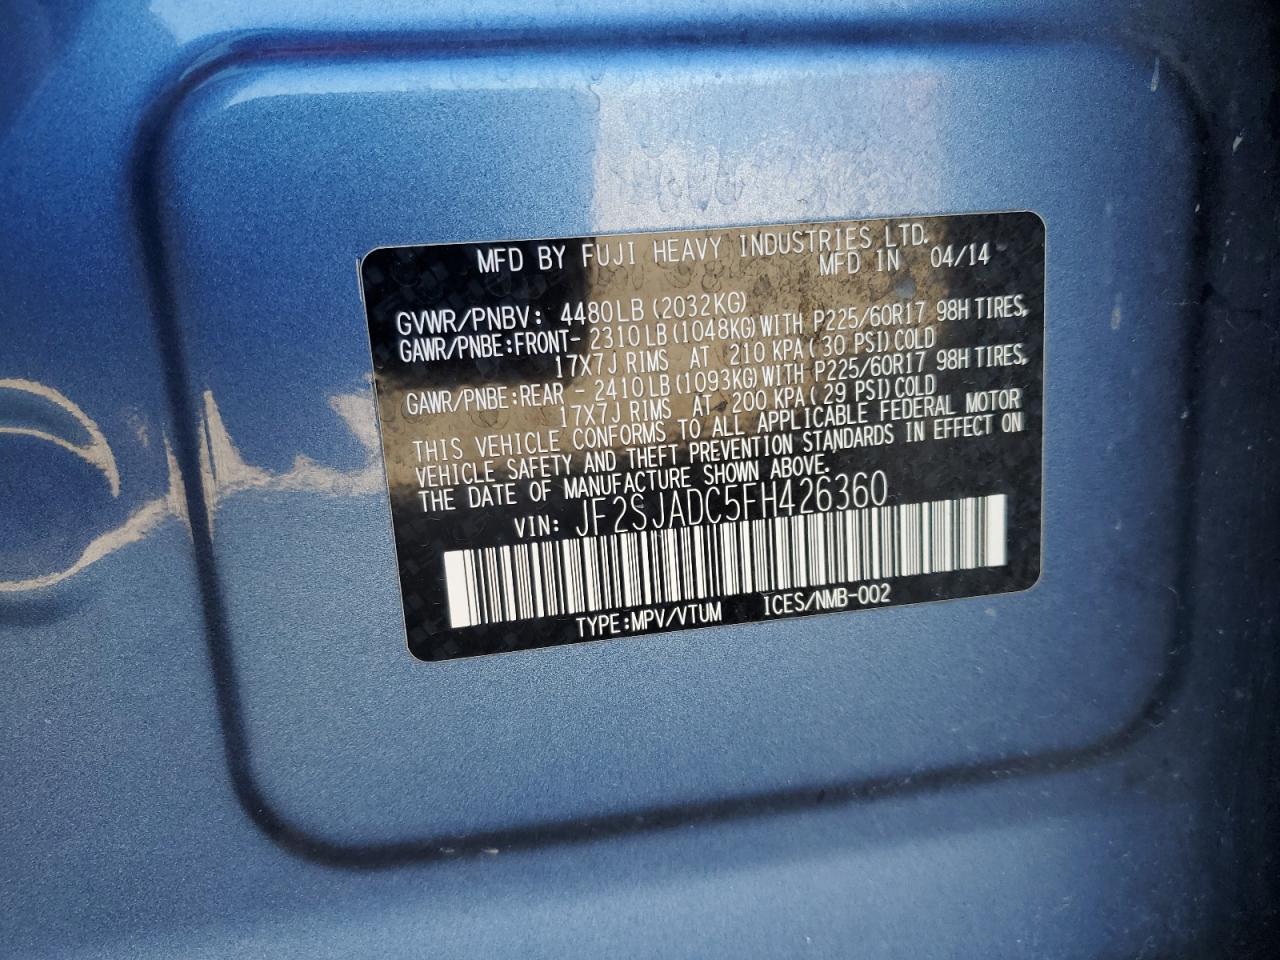 MFD BY FUJI HEAVY INDUSTRIES LTD.
MFD IN 04/14
GVWR/PNBV: 4480LB (2032KG)
GAWR/PNBE:FRONT- 2310LB (1048KG) WITH P225/60R17 98H TIRES,
17X7J RIMS AT 210 KPA ( 30 PSI) COLD
GAWR/PNBE:REAR - 2410LB (1093KG) WITH P225/60R17 98H TIRES,
17X7J RIMS AT 200 KPA ( 29 PSI) COLD
THIS VEHICLE CONFORMS TO ALL APPLICABLE FEDERAL MOTOR
VEHICLE SAFETY AND THEFT PREVENTION STANDARDS IN EFFECT ON
THE DATE OF MANUFACTURE SHOWN ABOVE.
VIN: JF2SJADC5FH426360
TYPE:MPV/VTUM ICES/NMB-002